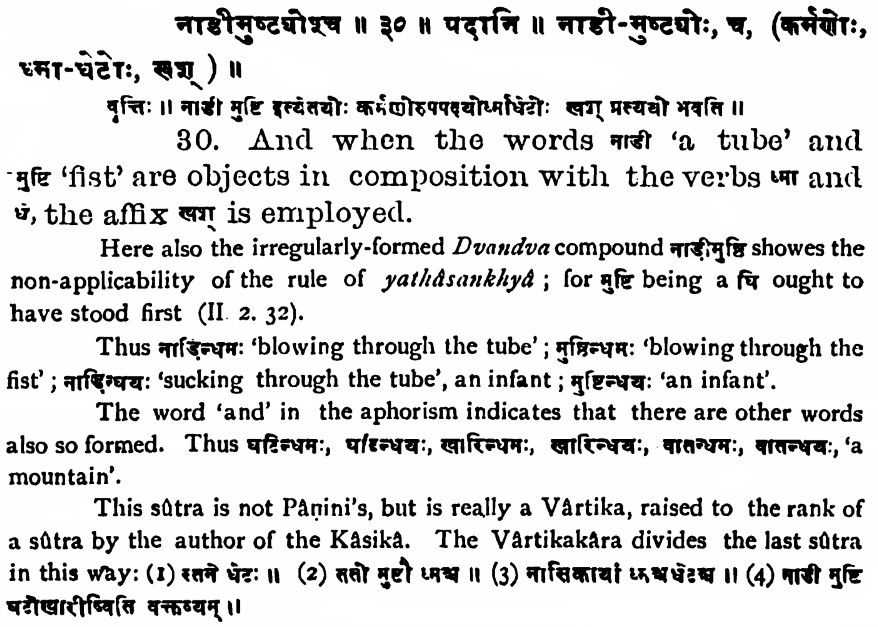 नाडीमुष्ट्योश्च ॥ ३० ॥ पदानि ॥ नाडी-मुष्ट्योः, च, (कर्मणोः,
ध्मा-धेटोः, खश् ) ॥
वृत्तिः ॥ नाडी मुष्टि इत्येतयोः कर्मणोरुपपदयोर्ध्माधेटोः खश् प्रत्ययो भवति ॥
30. And when the words नाडी 'a tube' and
मुष्टि 'fist' are objects in composition with the verbs ध्मा and
धे, the affix खश् is employed.
Here also the irregularly-formed Dvandva compound नाड़ीमुष्ठि showes the
non-applicability of the rule of yathâsankhyâ ; for मुष्टि being a घि ought to
have stood first (II. 2. 32).
Thus नाडिन्धमः 'blowing through the tube' ; मुष्टिन्धमः 'blowing through the
fist' ; नाडिन्धयः 'sucking through the tube', an infant ; मुष्टिन्धयः 'an infant'.
The word 'and' in the aphorism indicates that there are other words
also so formed. Thus घटिन्धमः, घटिन्धयः, खारिन्धमः, खारिन्धयः, वातन्धमः, वातन्धयः, 'a
mountain'.
This sûtra is not Pâṇini's, but is really a Vârtika, raised to the rank of
a sûtra by the author of the Kâsikâ. The Vârtikakâra divides the last sûtra
in this way: (1) स्तने धेटः ॥ (2) ततो मुष्टौ ध्मश्च ॥ (3) नासिकायां ध्मश्च धेटश्च ॥ (4) नाडी मुष्टि
घटीखारीष्विति वक्तव्यम् ॥